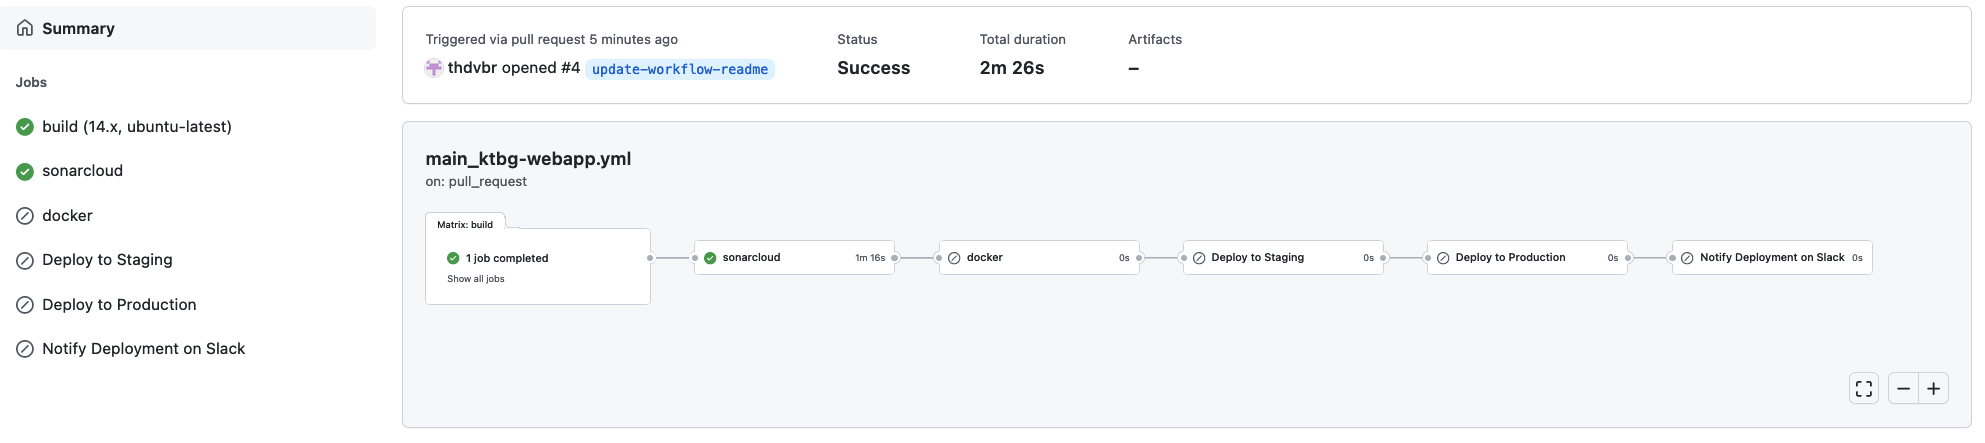 Summary
Jobs
build (14.x, ubuntu-latest)
sonarcloud
docker
Deploy to Staging
Deploy to Production
Notify Deployment on Slack
Triggered via pull request 5 minutes ago
thdvbr opened #4 update-workflow-readme
Status
Success
Total duration
2m 26s
Artifacts
–
main_ktbg-webapp.yml
on: pull_request
Matrix: build
1 job completed
Show all jobs
sonarcloud 1m 16s
docker 0s
Deploy to Staging 0s
Deploy to Production 0s
Notify Deployment on Slack 0s